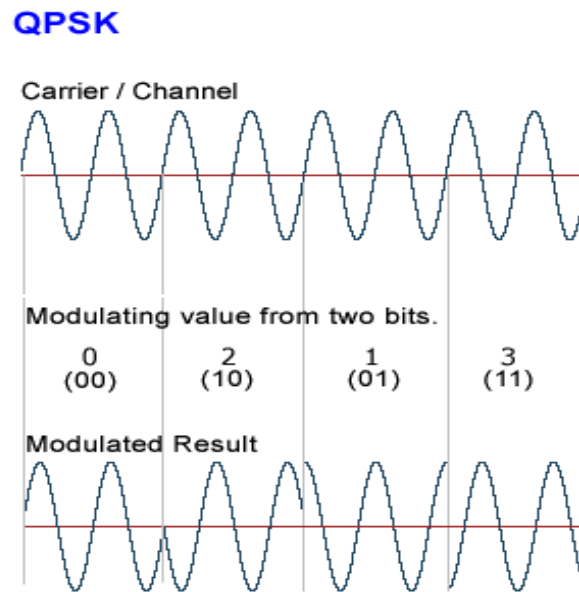 QPSK
Carrier / Channel
Modulating value from two bits.
0 2 1 3
(00) (10) (01) (11)
Modulated Result